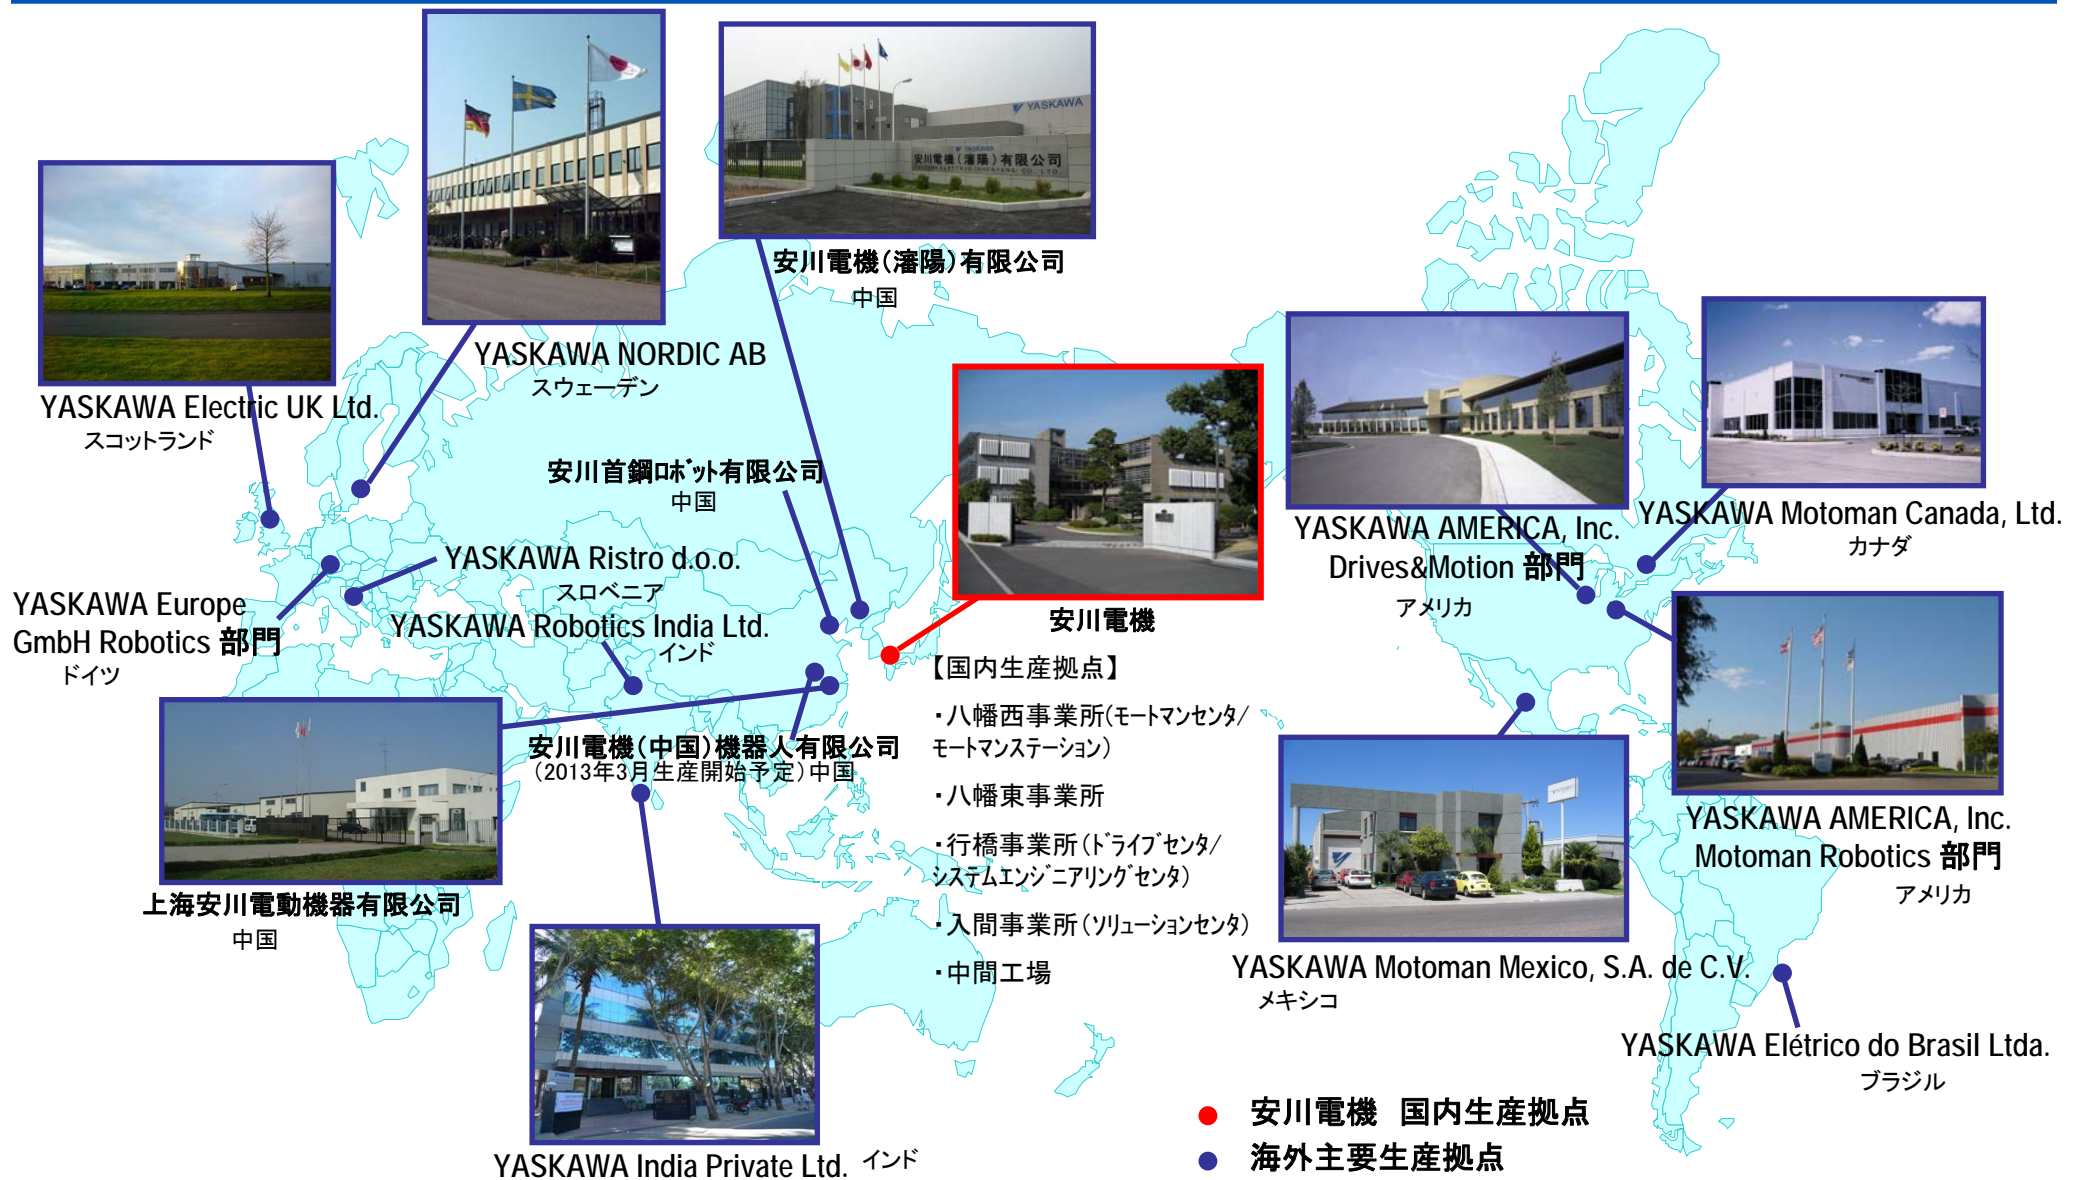 YASKAWA
安川電機(瀋陽)有限公司
安川電機(瀋陽)有限公司
中国
YASKAWA NORDIC AB
スウェーデン
YASKAWA Electric UK Ltd.
スコットランド
安川首鋼ロボット有限公司
中国
YASKAWA Ristro d.o.o.
スロベニア
YASKAWA Europe
GmbH Robotics 部門
ドイツ
YASKAWA Robotics India Ltd.
インド
安川電機(中国)機器人有限公司
(2013年3月生産開始予定)中国
上海安川電動機器有限公司
中国
YASKAWA India Private Ltd. インド
安川電機
【国内生産拠点】
・八幡西事業所(モートマンセンタ/
モートマンステーション)
・八幡東事業所
・行橋事業所(ドライブセンタ/
システムエンジニアリングセンタ)
・入間事業所(ソリューションセンタ)
・中間工場
YASKAWA AMERICA, Inc.
Drives&Motion 部門
アメリカ
YASKAWA Motoman Canada, Ltd.
カナダ
YASKAWA AMERICA, Inc.
Motoman Robotics 部門
アメリカ
YASKAWA Motoman Mexico, S.A. de C.V.
メキシコ
YASKAWA Elétrico do Brasil Ltda.
ブラジル
● 安川電機 国内生産拠点
● 海外主要生産拠点